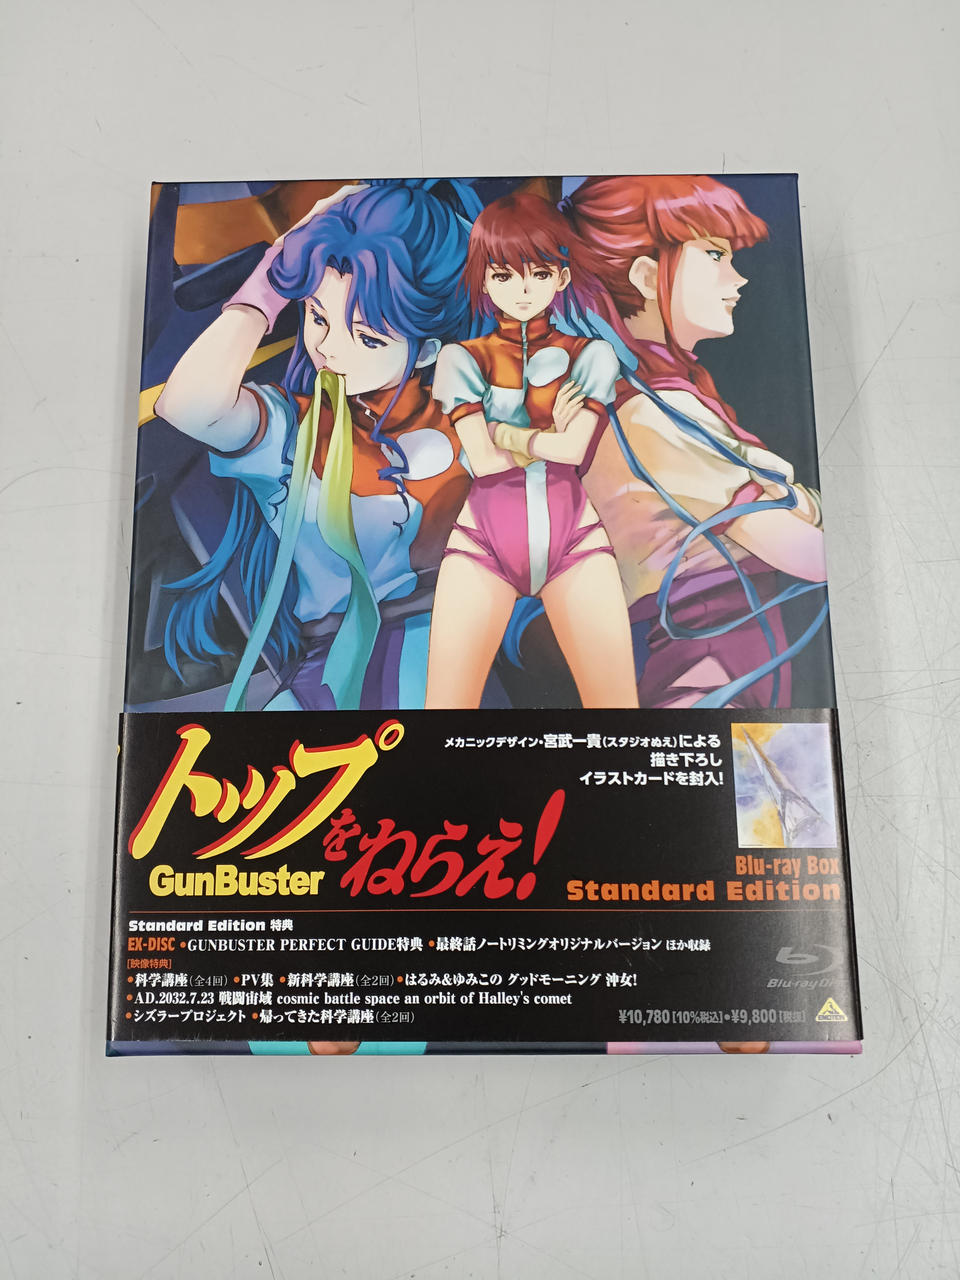 メカニックデザイン・宮武一貴(スタジオぬえ)による
描き下ろし
イラストカードを封入!
トップをねらえ!
GunBuster
Blu-ray Box
Standard Edition
Standard Edition 特典
EX-DISC •GUNBUSTER PERFECT GUIDE特典 •最終話ノートリミングオリジナルバージョン ほか収録
[映像特典]
•科学講座(全4回) •PV集 •新科学講座(全2回) •はるみ&ゆみこの グッドモーニング 沖女!
•AD.2032.7.23 戦闘宙域 cosmic battle space an orbit of Halley's comet
•シズラープロジェクト •帰ってきた科学講座(全2回)
Blu-ray Disc
¥10,780[10%税込]•¥9,800[税抜]
EMOTION